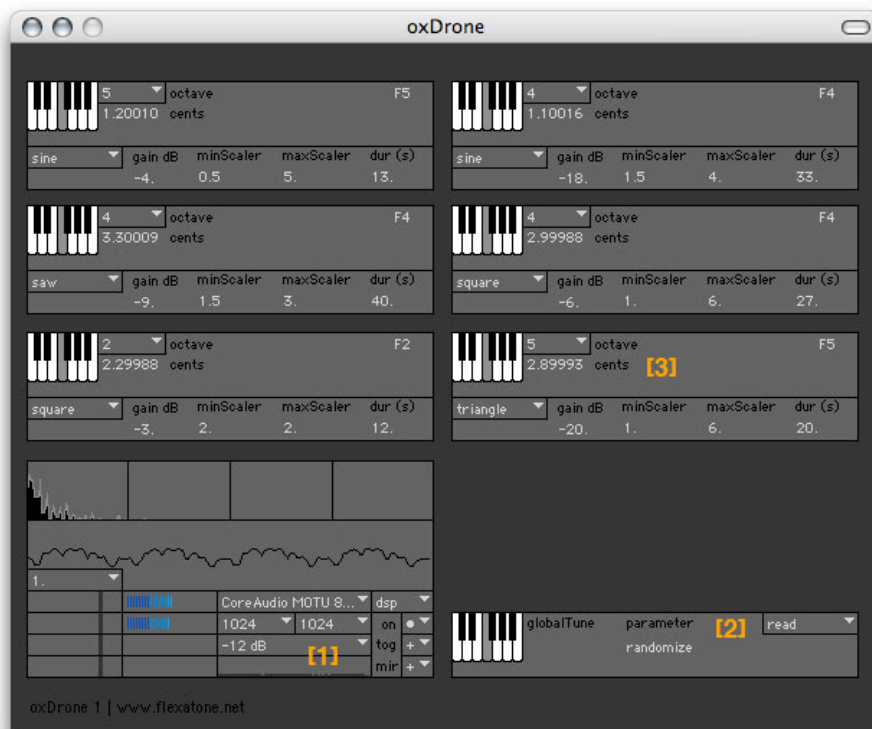 oxDrone
5 octave F5
1.20010 cents
sine gain dB minScaler maxScaler dur (s)
-4. 0.5 5. 13.
4 octave F4
1.10016 cents
sine gain dB minScaler maxScaler dur (s)
-18. 1.5 4. 33.
4 octave F4
3.30009 cents
saw gain dB minScaler maxScaler dur (s)
-9. 1.5 3. 40.
4 octave F4
2.99988 cents
square gain dB minScaler maxScaler dur (s)
-6. 1. 6. 27.
2 octave F2
2.29988 cents
square gain dB minScaler maxScaler dur (s)
-3. 2. 2. 12.
5 octave F5
2.89993 cents [3]
triangle gain dB minScaler maxScaler dur (s)
-20. 1. 6. 20.
1.
CoreAudio MOTU 8... dsp
1024 1024 on
-12 dB [1] tog +
mir +
globalTune parameter [2] read
randomize
oxDrone 1 | www.flexatone.net